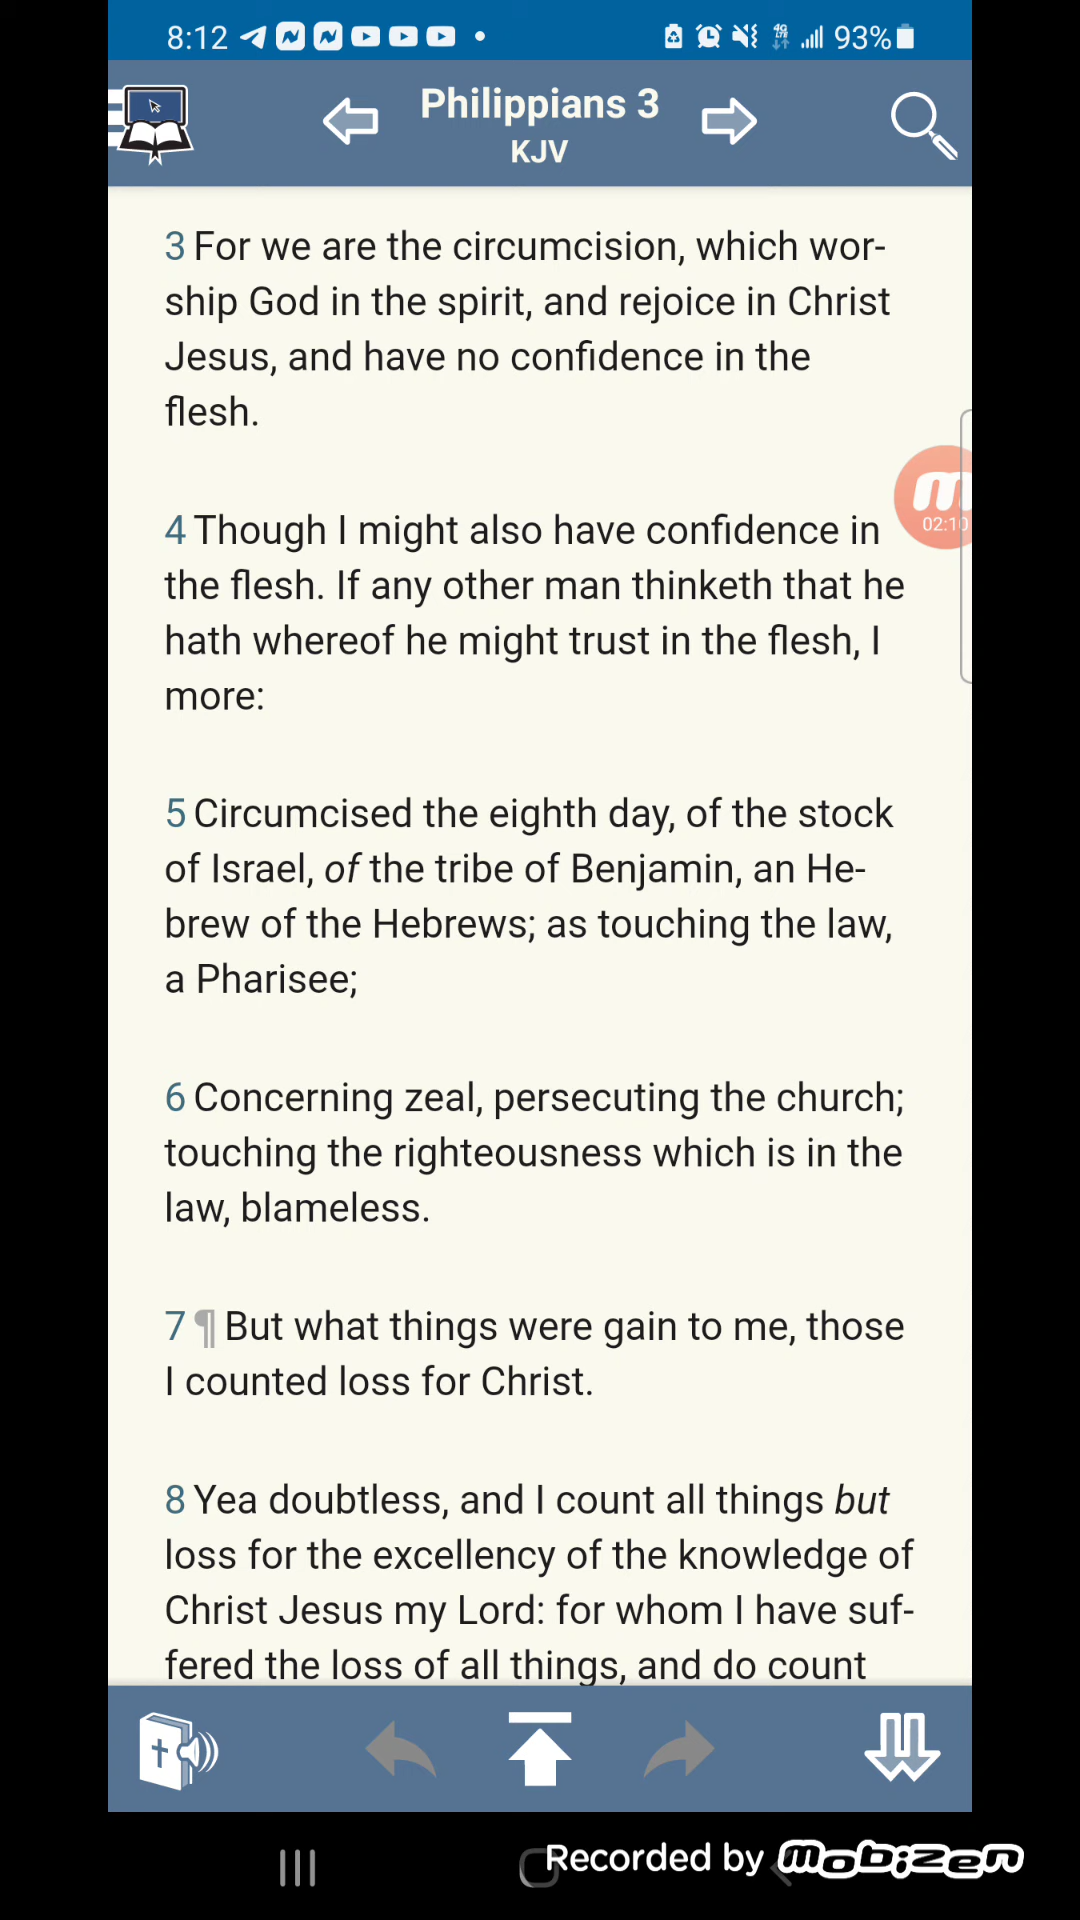 8:12
4G
LTE
93%
Philippians 3
KJV
3 For we are the circumcision, which wor-
ship God in the spirit, and rejoice in Christ
Jesus, and have no confidence in the
flesh.
02:10
4 Though I might also have confidence in
the flesh. If any other man thinketh that he
hath whereof he might trust in the flesh, I
more:
5 Circumcised the eighth day, of the stock
of Israel, of the tribe of Benjamin, an He-
brew of the Hebrews; as touching the law,
a Pharisee;
6 Concerning zeal, persecuting the church;
touching the righteousness which is in the
law, blameless.
7 ¶ But what things were gain to me, those
I counted loss for Christ.
8 Yea doubtless, and I count all things but
loss for the excellency of the knowledge of
Christ Jesus my Lord: for whom I have suf-
fered the loss of all things, and do count
Recorded by mobizen